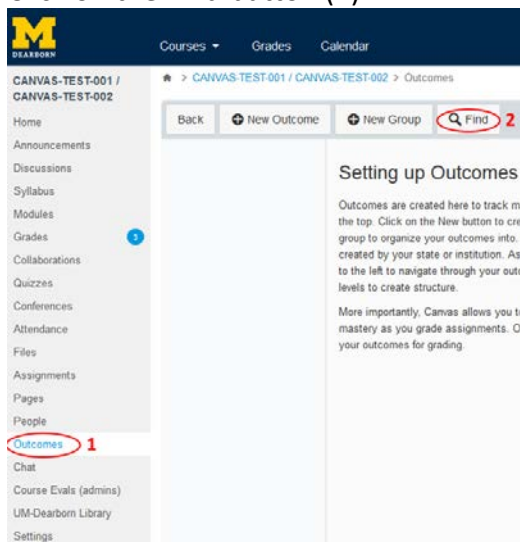 DEARBORN
Courses Grades Calendar
CANVAS-TEST-001 /
CANVAS-TEST-002
> CANVAS-TEST-001 / CANVAS-TEST-002 > Outcomes
Back New Outcome New Group Find 2
Home
Announcements
Discussions
Syllabus
Modules
Grades 3
Collaborations
Quizzes
Conferences
Attendance
Files
Assignments
Pages
People
Outcomes 1
Chat
Course Evals (admins)
UM-Dearborn Library
Settings
Setting up Outcomes
Outcomes are created here to track m
the top. Click on the New button to cre
group to organize your outcomes into.
created by your state or institution. As
to the left to navigate through your out
levels to create structure.
More importantly, Canvas allows you t
mastery as you grade assignments. O
your outcomes for grading.